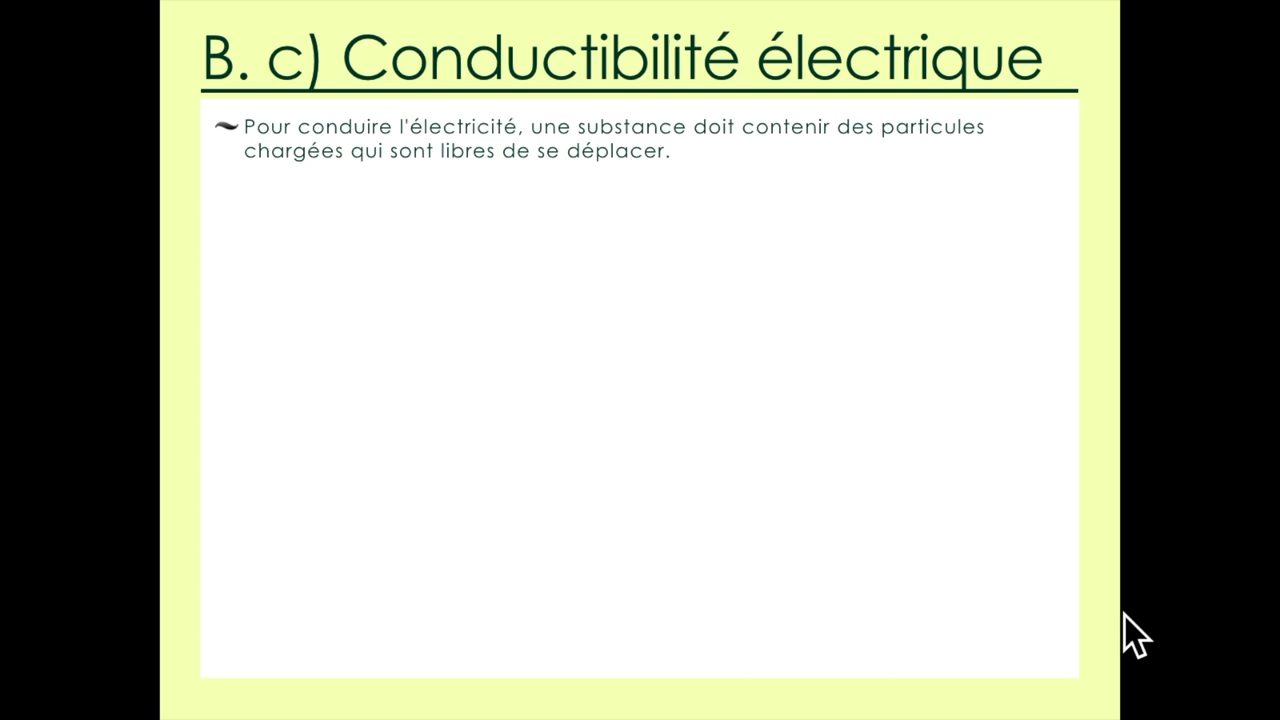 B. c) Conductibilité électrique
Pour conduire l'électricité, une substance doit contenir des particules
chargées qui sont libres de se déplacer.